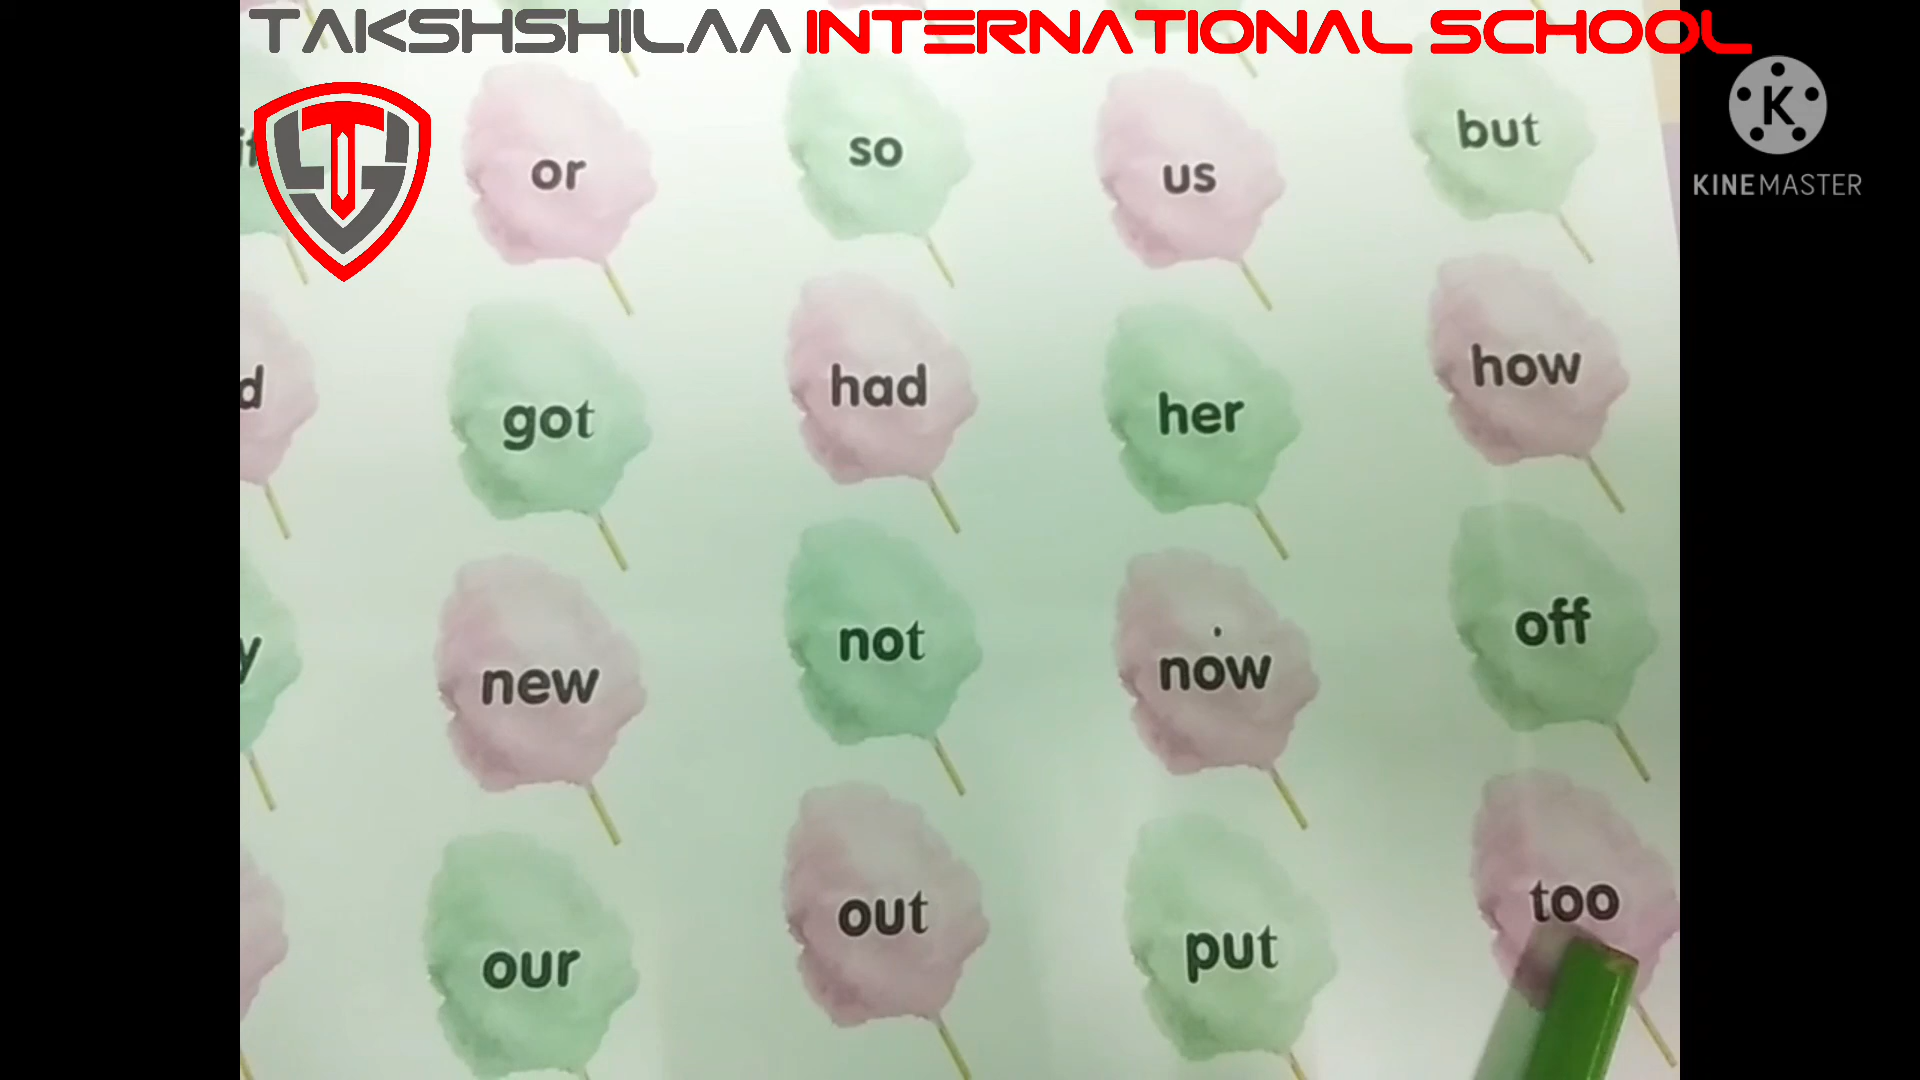 TAKSHSHILAA INTERNATIONAL SCHOOL
K
KINEMASTER
or so us but
d got had her how
y new not now off
our out put too